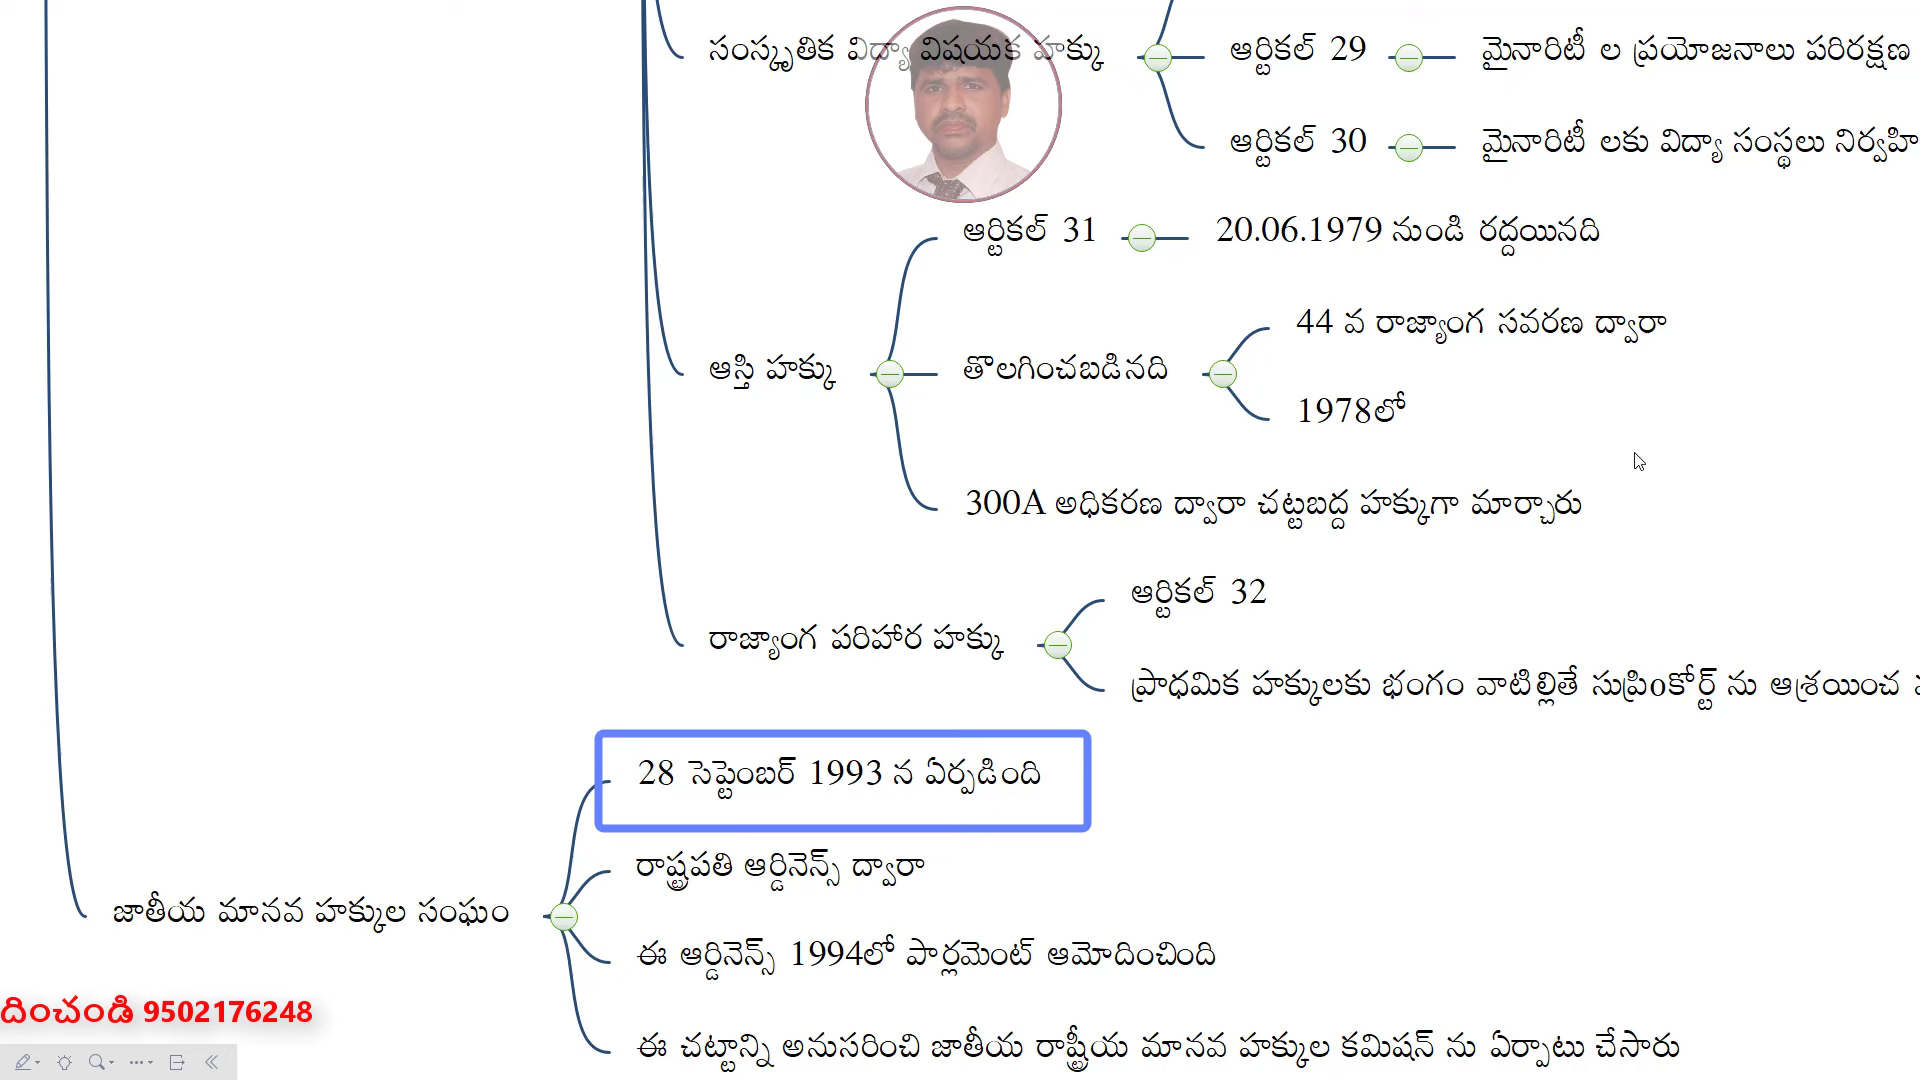 సంస్కృతిక విద్యా విషయక హక్కు
ఆర్టికల్ 29
మైనారిటీ ల ప్రయోజనాలు పరిరక్షణ
ఆర్టికల్ 30
మైనారిటీ లకు విద్యా సంస్థలు నిర్వహి
ఆస్తి హక్కు
ఆర్టికల్ 31
20.06.1979 నుండి రద్దయినది
తొలగించబడినది
44 వ రాజ్యాంగ సవరణ ద్వారా
1978లో
300A అధికరణ ద్వారా చట్టబద్ద హక్కుగా మార్చారు
రాజ్యాంగ పరిహార హక్కు
ఆర్టికల్ 32
ప్రాధమిక హక్కులకు భంగం వాటిల్లితే సుప్రింకోర్ట్ ను ఆశ్రయించ
జాతీయ మానవ హక్కుల సంఘం
28 సెప్టెంబర్ 1993 న ఏర్పడింది
రాష్ట్రపతి ఆర్డినెన్స్ ద్వారా
ఈ ఆర్డినెన్స్ 1994లో పార్లమెంట్ ఆమోదించింది
ఈ చట్టాన్ని అనుసరించి జాతీయ రాష్ట్రీయ మానవ హక్కుల కమిషన్ ను ఏర్పాటు చేసారు
దించండి 9502176248